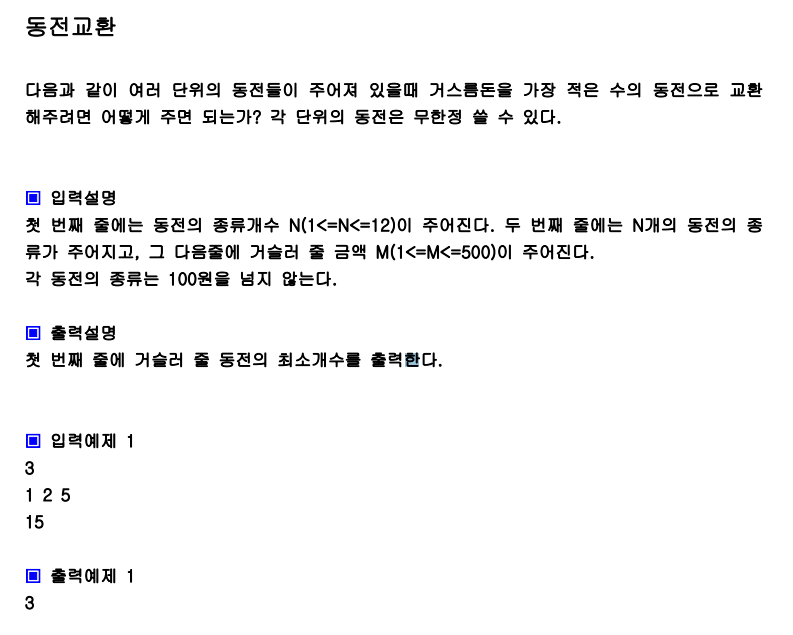 동전교환
다음과 같이 여러 단위의 동전들이 주어져 있을때 거스름돈을 가장 적은 수의 동전으로 교환
해주려면 어떻게 주면 되는가? 각 단위의 동전은 무한정 쓸 수 있다.
▣ 입력설명
첫 번째 줄에는 동전의 종류개수 N(1<=N<=12)이 주어진다. 두 번째 줄에는 N개의 동전의 종
류가 주어지고, 그 다음줄에 거슬러 줄 금액 M(1<=M<=500)이 주어진다.
각 동전의 종류는 100원을 넘지 않는다.
▣ 출력설명
첫 번째 줄에 거슬러 줄 동전의 최소개수를 출력한다.
▣ 입력예제 1
3
1 2 5
15
▣ 출력예제 1
3